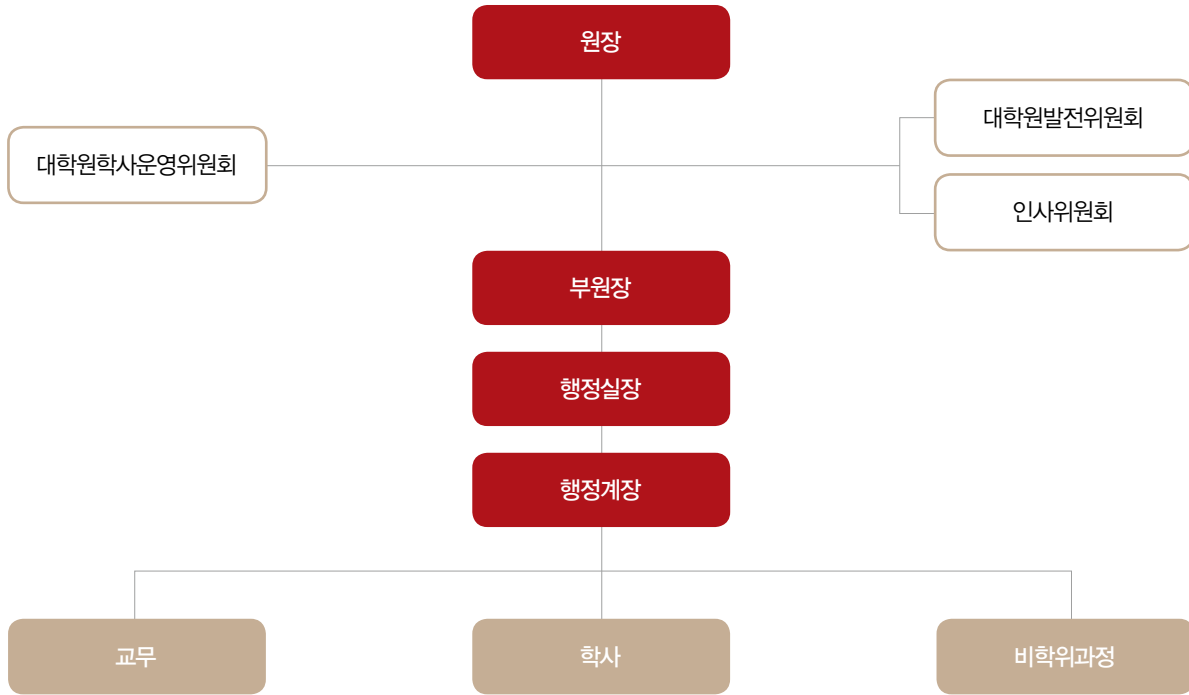 원장
대학원발전위원회
대학원학사운영위원회
인사위원회
부원장
행정실장
행정계장
교무
학사
비학위과정